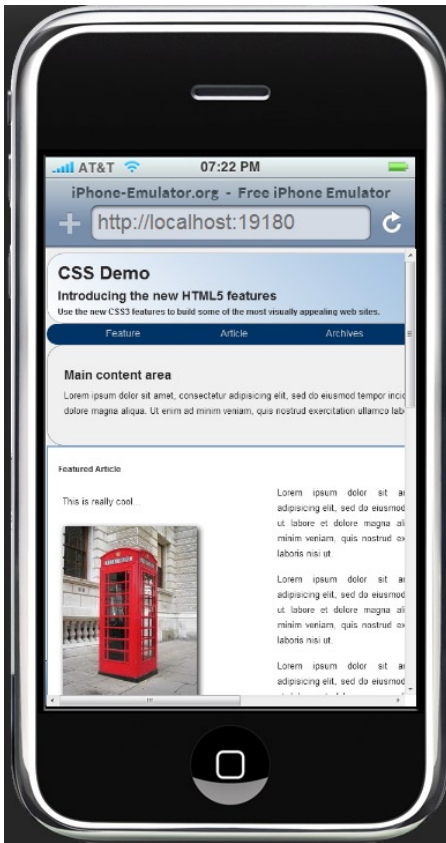 AT&T 07:22 PM
iPhone-Emulator.org - Free iPhone Emulator
http://localhost:19180
CSS Demo
Introducing the new HTML5 features
Use the new CSS3 features to build some of the most visually appealing web sites.
Feature Article Archives
Main content area
Lorem ipsum dolor sit amet, consectetur adipisicing elit, sed do eiusmod tempor incid
dolore magna aliqua. Ut enim ad minim veniam, quis nostrud exercitation ullamco lab
Featured Article
This is really cool...
Lorem ipsum dolor sit a
adipisicing elit, sed do eiusmod
ut labore et dolore magna ali
minim veniam, quis nostrud ex
laboris nisi ut.
Lorem ipsum dolor sit a
adipisicing elit, sed do eiusmod
ut labore et dolore magna ali
minim veniam, quis nostrud ex
laboris nisi ut.
Lorem ipsum dolor sit a
adipisicing elit, sed do eiusmod